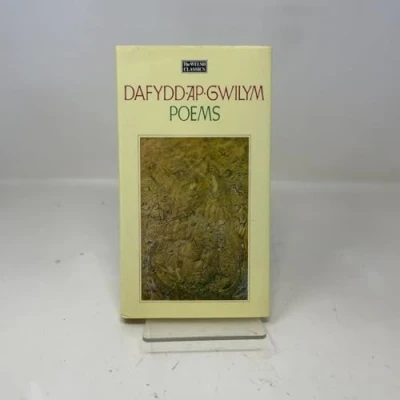 The WELSH
CLASSICS
DAFYDD·AP·GWILYM
POEMS